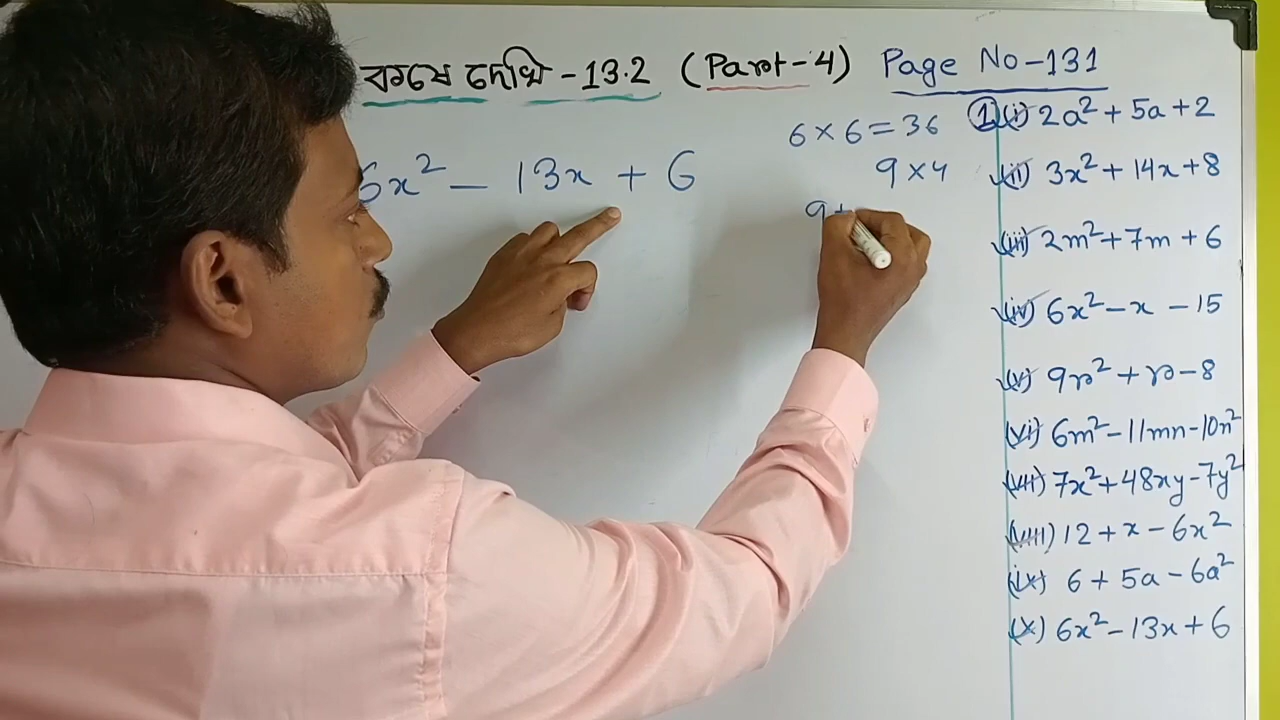 কষে দেখি - 13.2 (Part-4) Page No-131
6x² - 13x + 6
6 × 6 = 36
9 × 4
9 +
1 (i) 2a² + 5a + 2
(ii) 3x² + 14x + 8
(iii) 2m² + 7m + 6
(iv) 6x² - x - 15
(v) 9r² + r - 8
(vi) 6m² - 11mn - 10n²
(vii) 7x² + 48xy - 7y²
(viii) 12 + x - 6x²
(ix) 6 + 5a - 6a²
(x) 6x² - 13x + 6